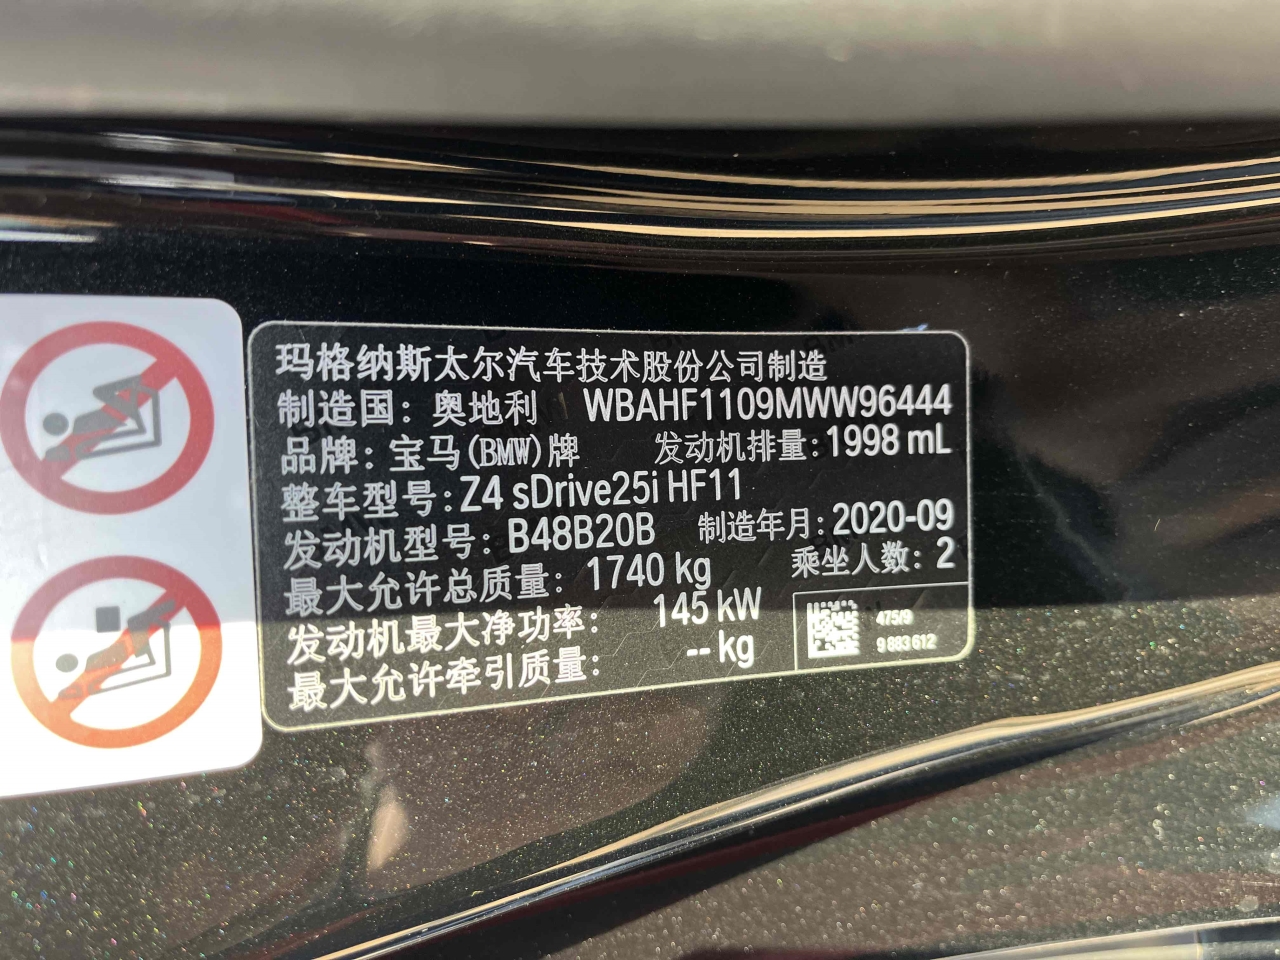 玛格纳斯太尔汽车技术股份公司制造
制造国：奥地利 WBAHF1109MWW96444
品牌：宝马(BMW)牌 发动机排量：1998 mL
整车型号：Z4 sDrive25i HF11
发动机型号：B48B20B 制造年月：2020-09
最大允许总质量：1740 kg 乘坐人数：2
发动机最大净功率：145 kW
最大允许牵引质量：-- kg
475/9
9 883 612